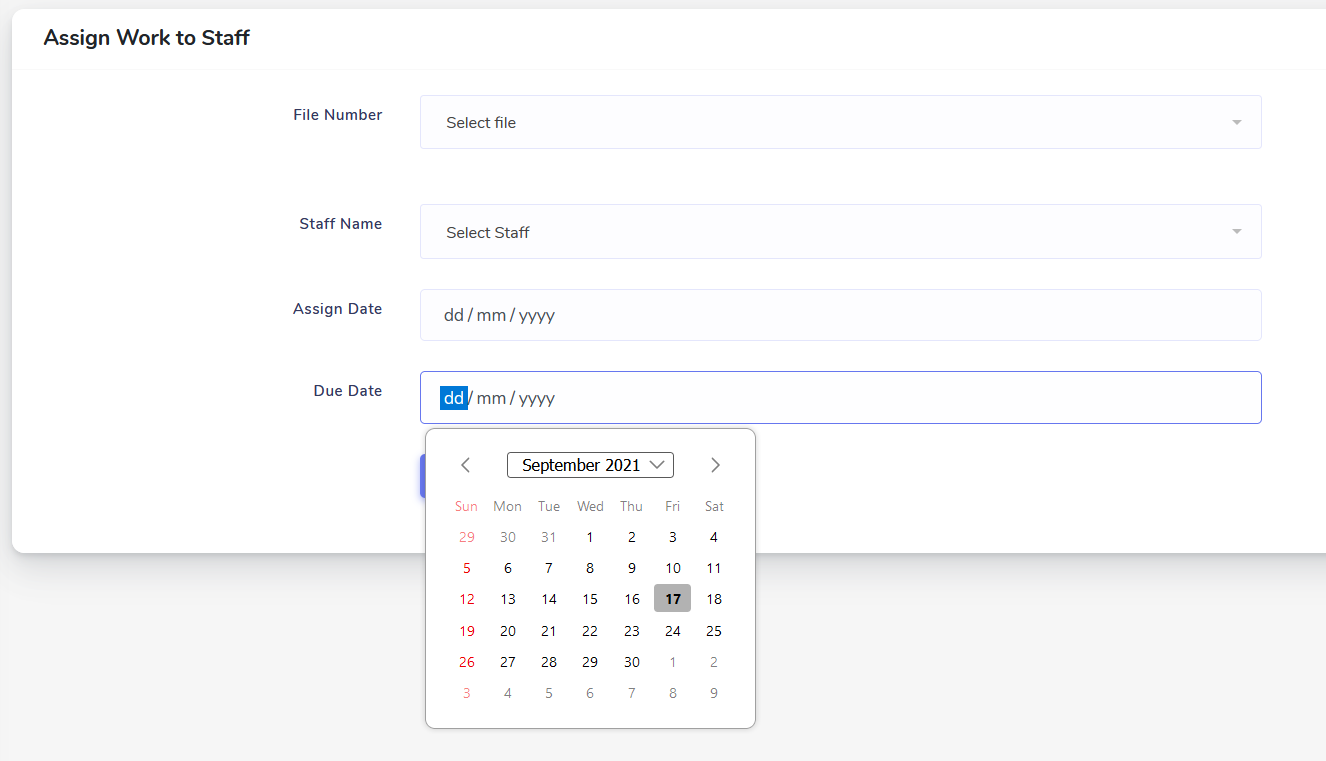 Assign Work to Staff
File Number
Select file
Staff Name
Select Staff
Assign Date
dd / mm / yyyy
Due Date
dd / mm / yyyy
September 2021
Sun Mon Tue Wed Thu Fri Sat
29 30 31 1 2 3 4
5 6 7 8 9 10 11
12 13 14 15 16 17 18
19 20 21 22 23 24 25
26 27 28 29 30 1 2
3 4 5 6 7 8 9